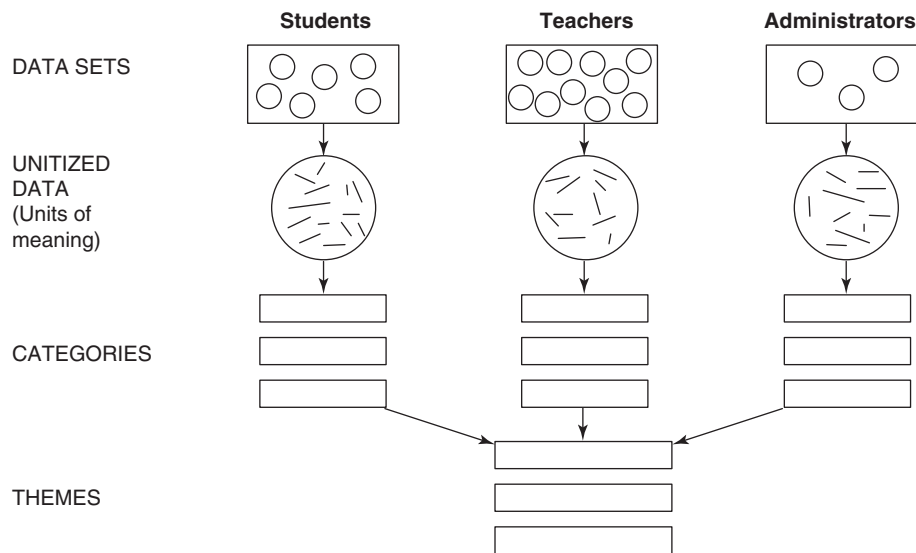 Students Teachers Administrators
DATA SETS
UNITIZED
DATA
(Units of
meaning)
CATEGORIES
THEMES